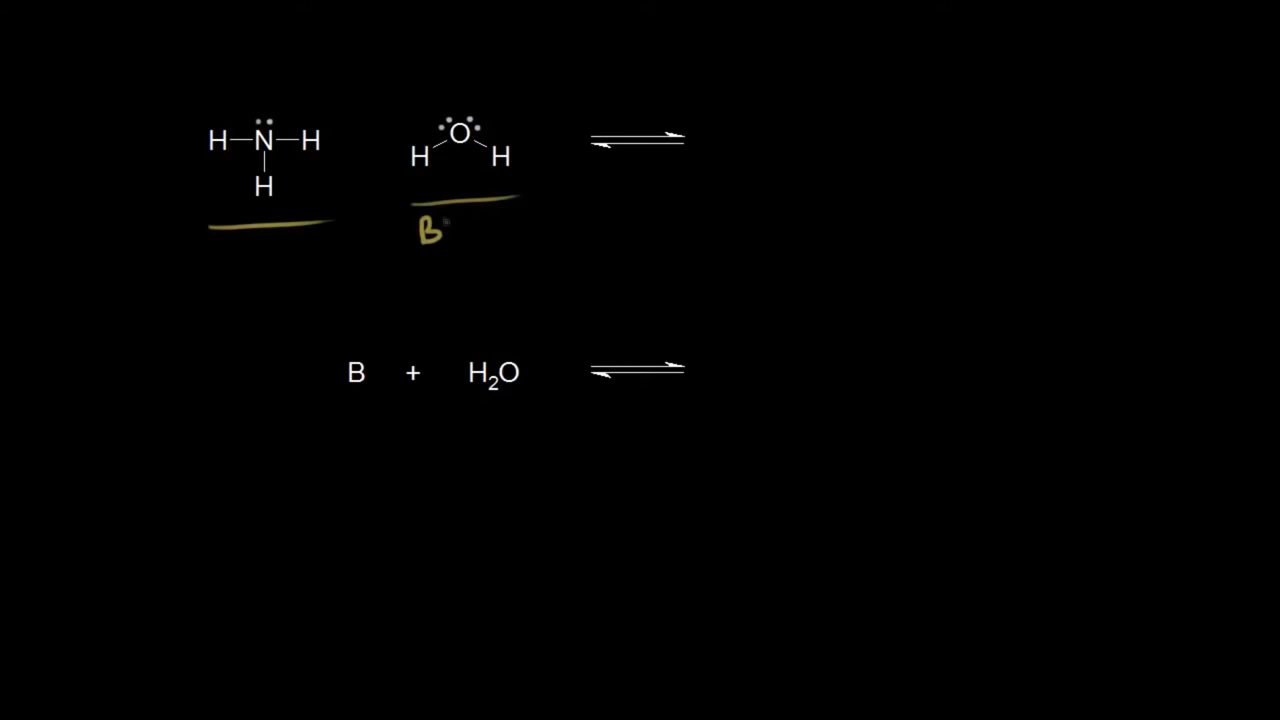 H–N–H H O H ⇌
H
B
B + H₂O ⇌